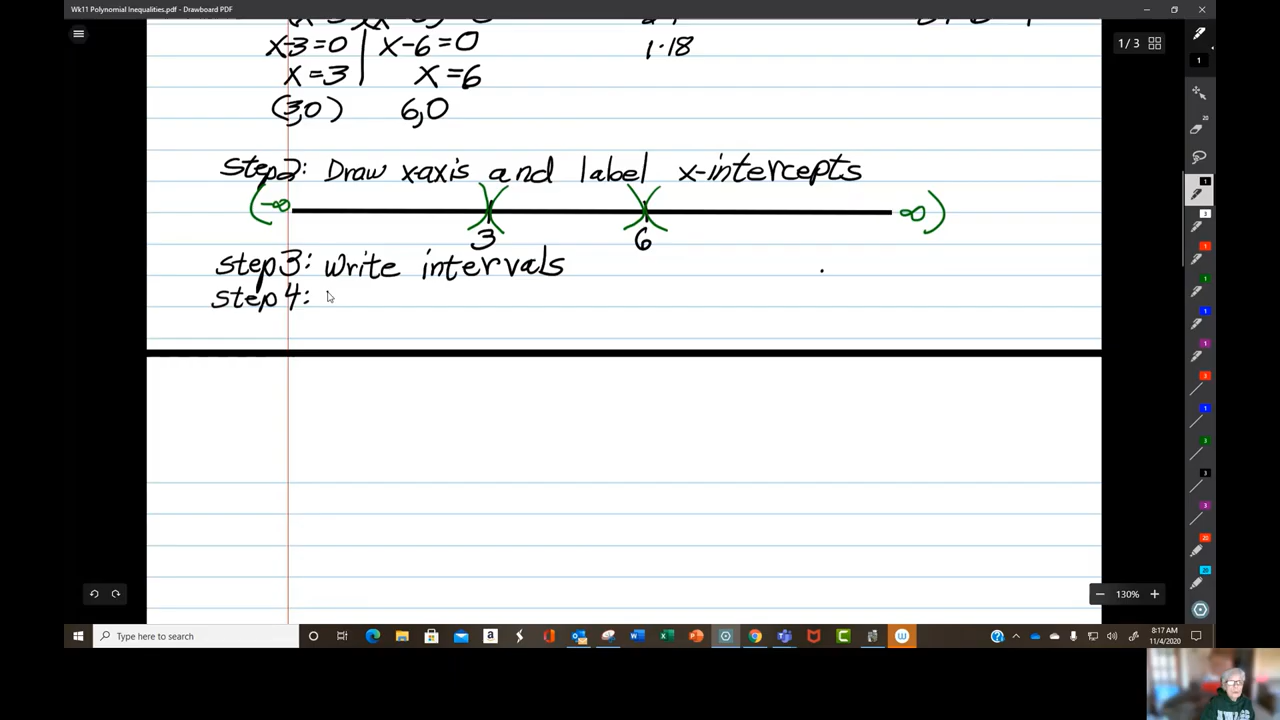 Wk11 Polynomial Inequalities.pdf - Drawboard PDF
1/3
x-3=0 | x-6=0
1·18
x=3 | x=6
(3,0) 6,0
Step2: Draw x-axis and label x-intercepts
(-∞ )( )( ∞)
3 6
step3: Write intervals
step4:
130%
Type here to search
8:17 AM
11/4/2020